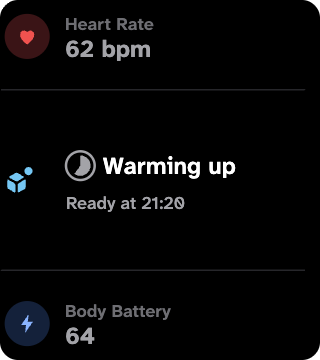 Heart Rate
62 bpm
Warming up
Ready at 21:20
Body Battery
64